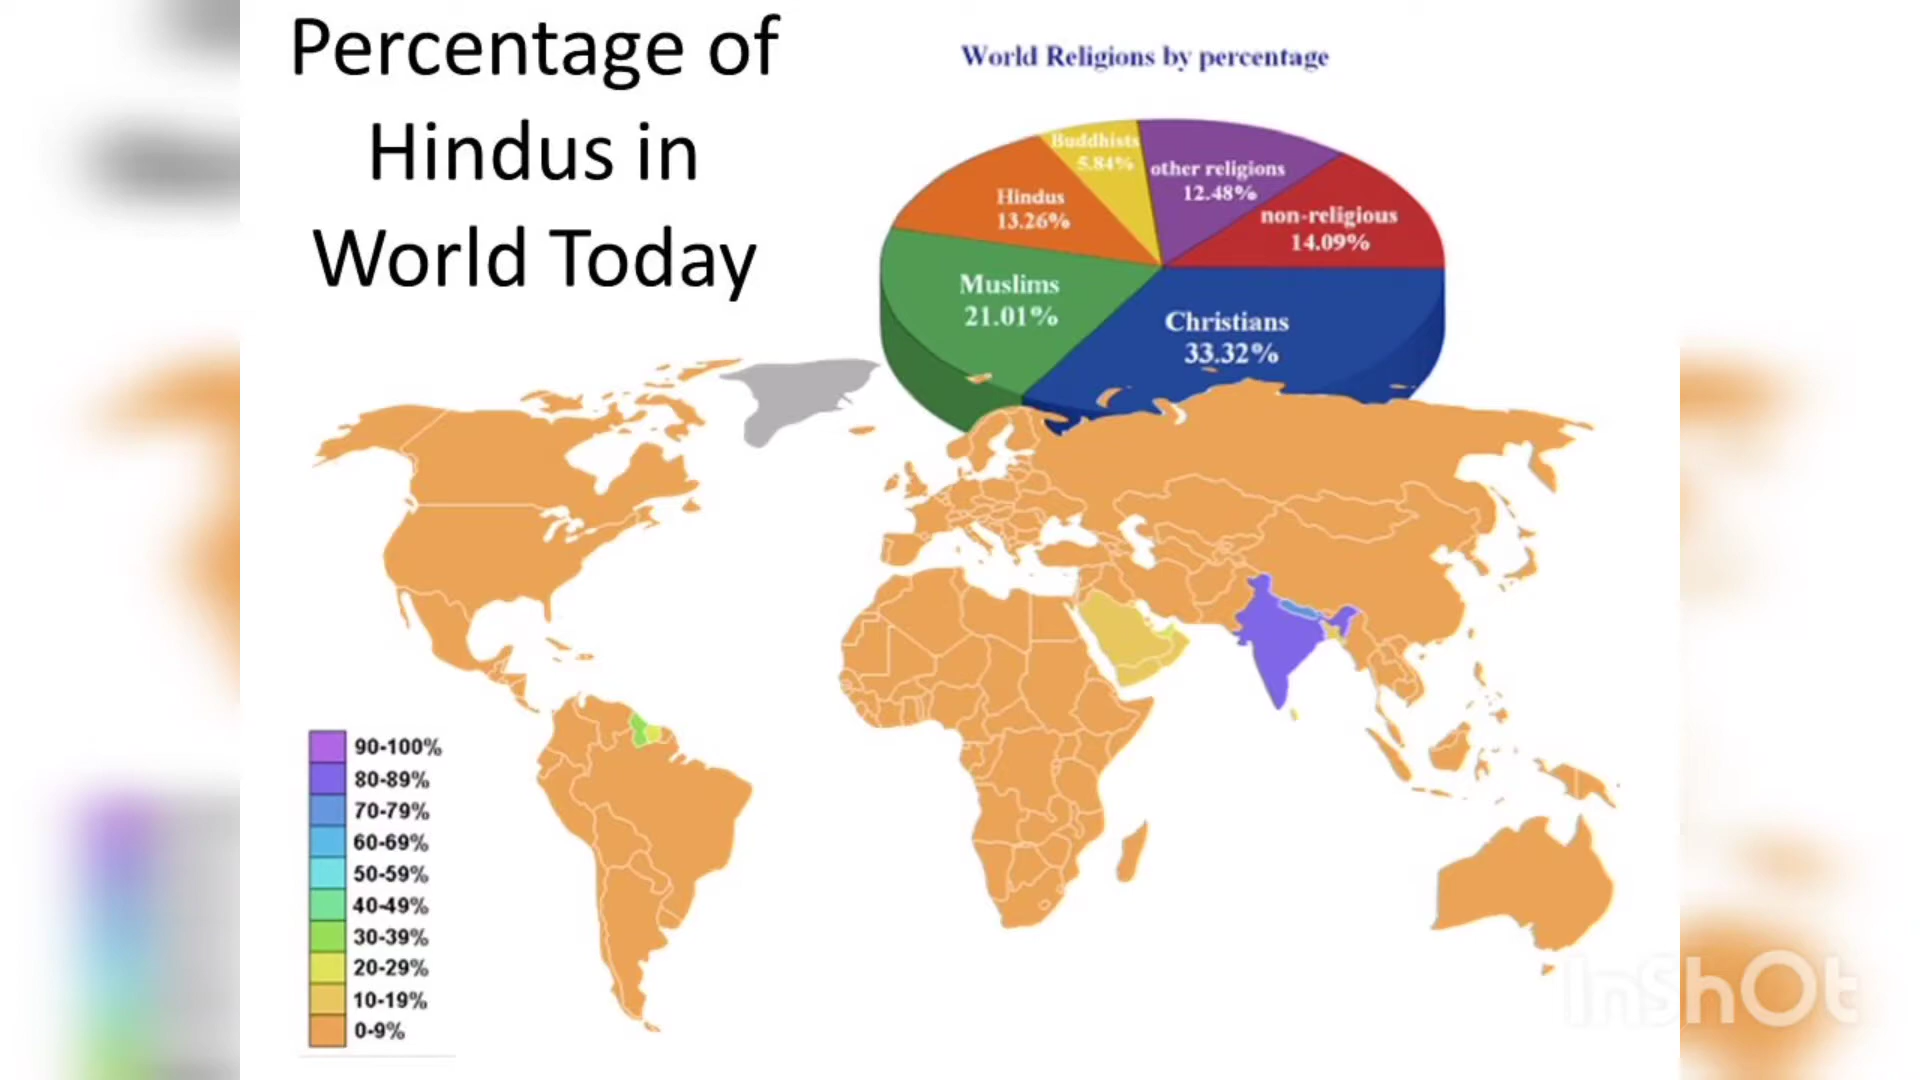 Percentage of
Hindus in
World Today
World Religions by percentage
Buddhists
5.84%
other religions
12.48%
Hindus
13.26%
non-religious
14.09%
Muslims
21.01%
Christians
33.32%
90-100%
80-89%
70-79%
60-69%
50-59%
40-49%
30-39%
20-29%
10-19%
0-9%
InShOt